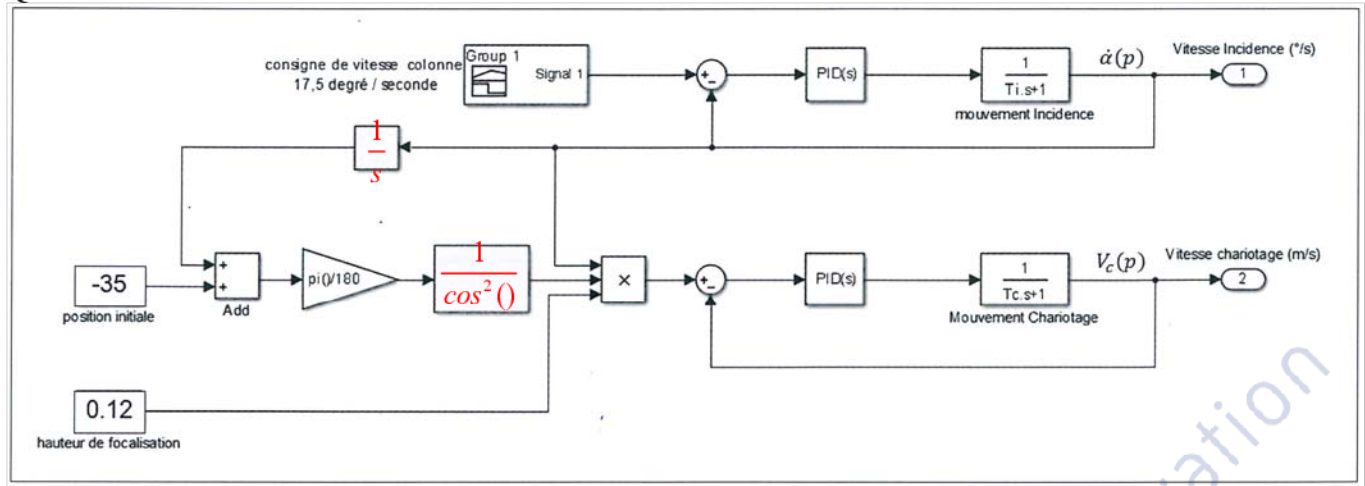 consigne de vitesse colonne
17,5 degré / seconde
Group 1
Signal 1
+
−
PID(s)
1
Ti.s+1
mouvement Incidence
α̇(p)
Vitesse Incidence (°/s)
1
1
s
-35
position initiale
+
+
Add
pi()/180
1
cos²()
×
+
−
PID(s)
1
Tc.s+1
Mouvement Chariotage
V_c(p)
Vitesse chariotage (m/s)
2
0.12
hauteur de focalisation